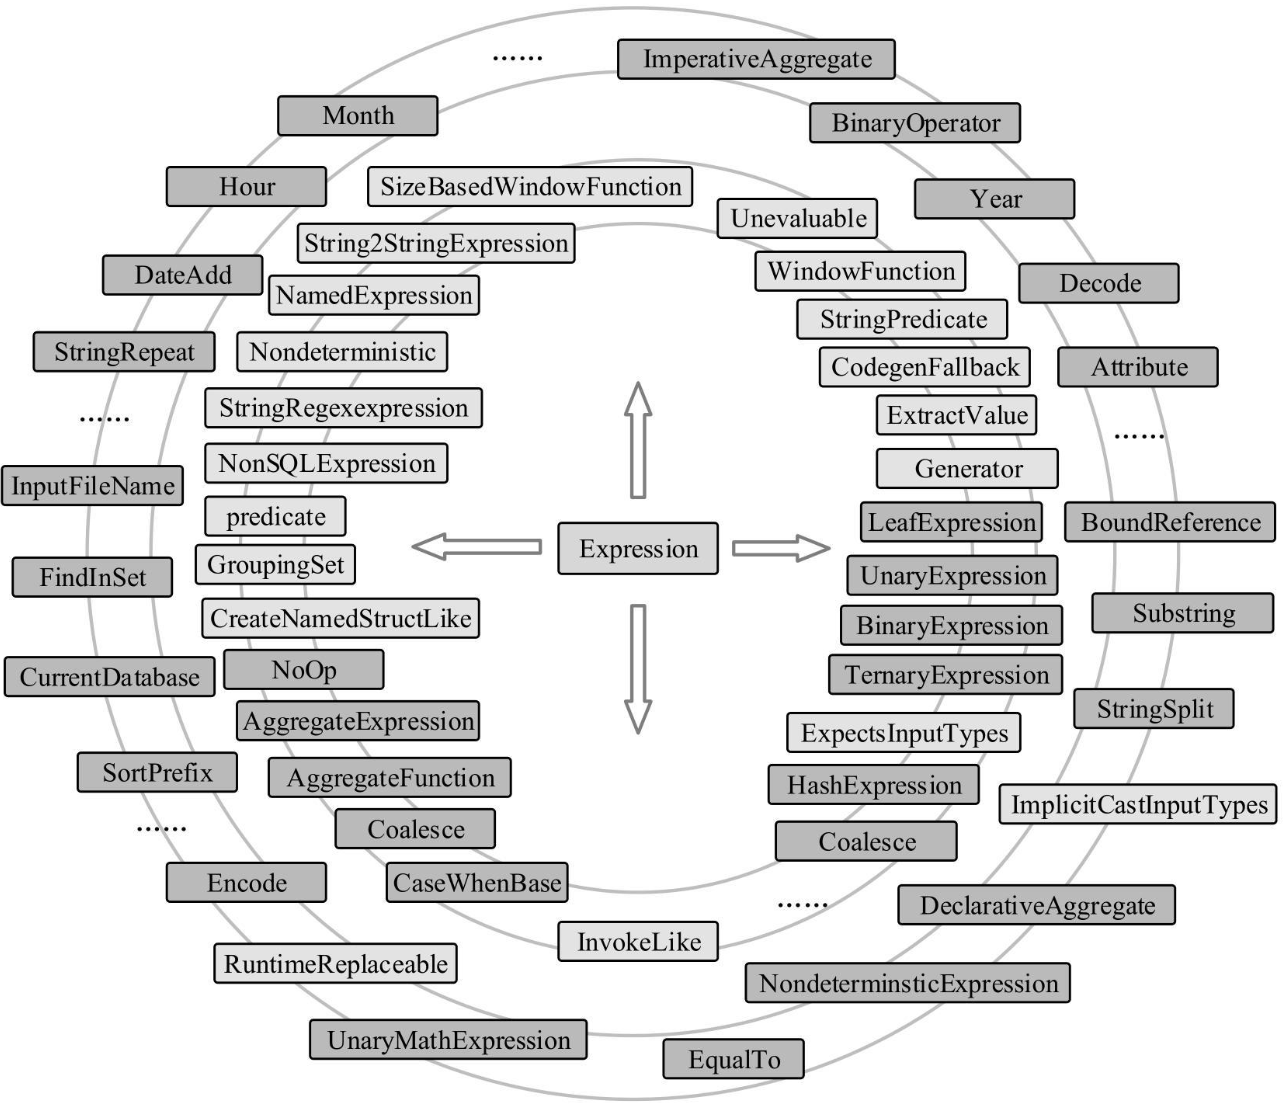 ……
ImperativeAggregate
Month
BinaryOperator
Hour
SizeBasedWindowFunction
Year
Unevaluable
String2StringExpression
DateAdd
WindowFunction
Decode
NamedExpression
StringPredicate
StringRepeat
Nondeterministic
CodegenFallback
Attribute
StringRegexexpression
ExtractValue
……
……
NonSQLExpression
Generator
InputFileName
predicate
LeafExpression
BoundReference
Expression
GroupingSet
FindInSet
UnaryExpression
CreateNamedStructLike
BinaryExpression
Substring
CurrentDatabase
NoOp
TernaryExpression
StringSplit
AggregateExpression
ExpectsInputTypes
SortPrefix
AggregateFunction
HashExpression
ImplicitCastInputTypes
……
Coalesce
Coalesce
Encode
CaseWhenBase
……
DeclarativeAggregate
InvokeLike
RuntimeReplaceable
NondeterminsticExpression
UnaryMathExpression
EqualTo